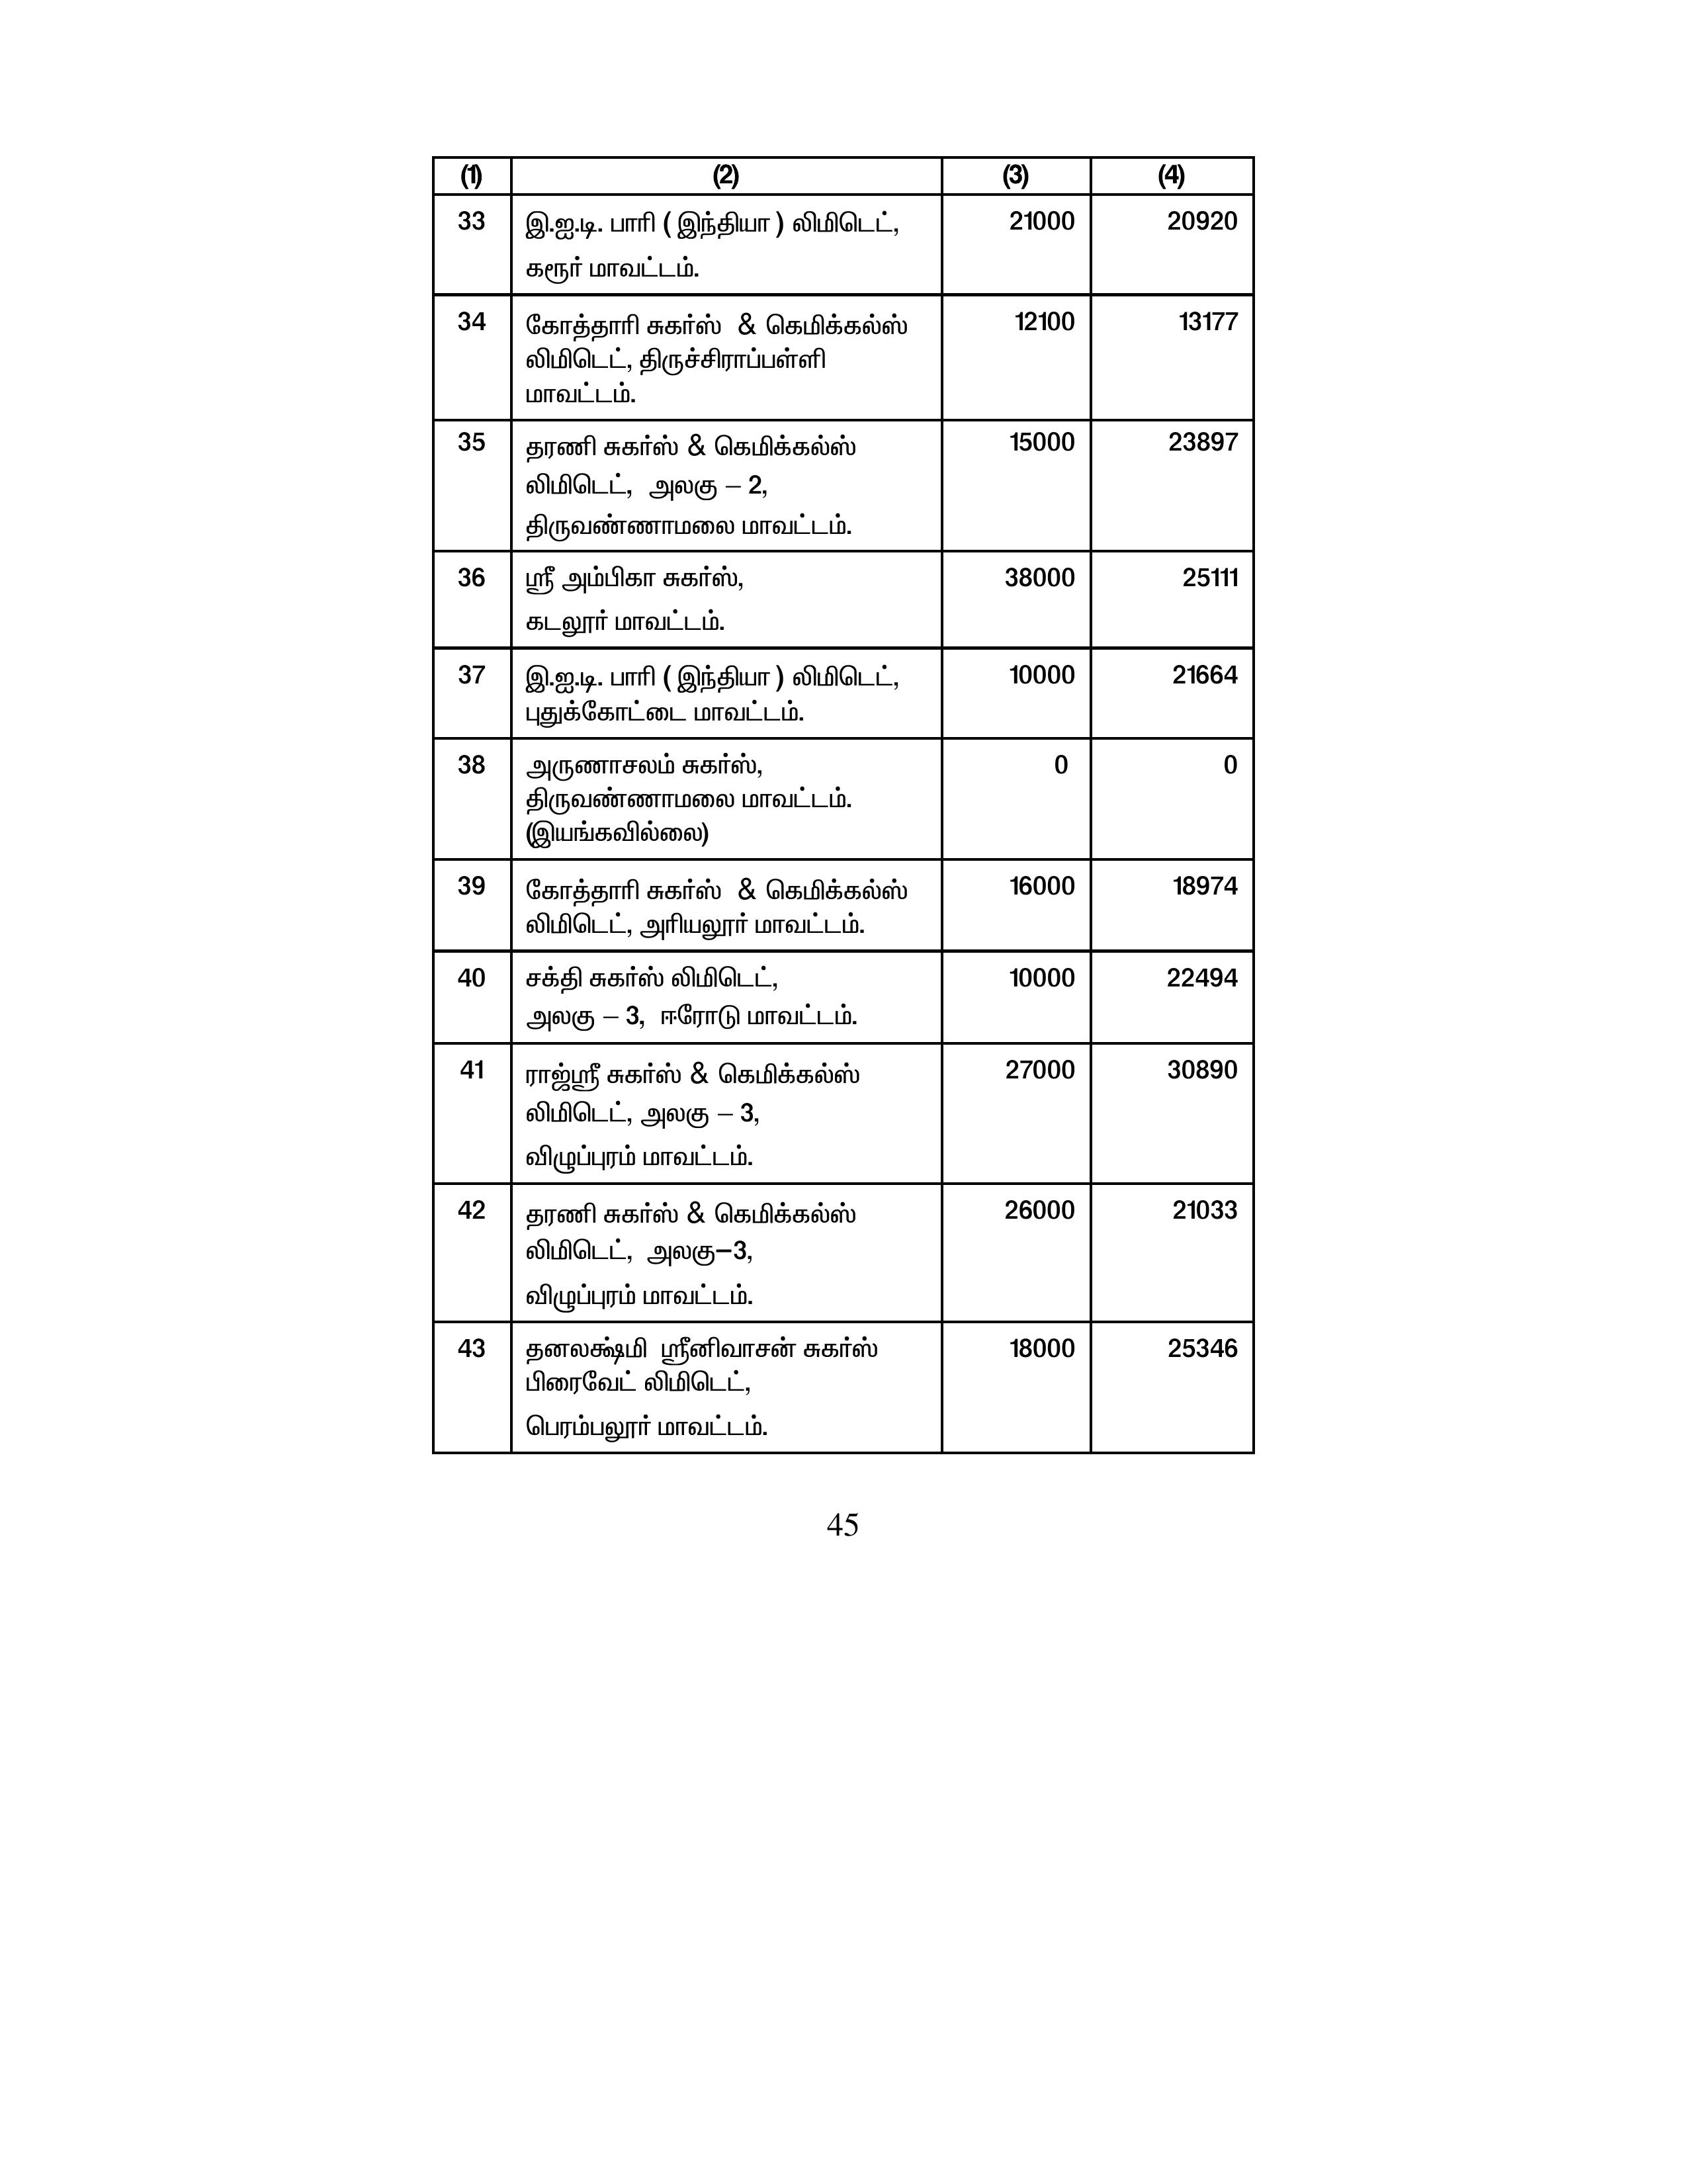 (1) (2) (3) (4)
33 இ.ஐ.டி. பாரி ( இந்தியா ) லிமிடெட், 21000 20920
கரூர் மாவட்டம்.
34 கோத்தாரி சுகர்ஸ் & கெமிக்கல்ஸ் 12100 13177
லிமிடெட், திருச்சிராப்பள்ளி
மாவட்டம்.
35 தரணி சுகர்ஸ் & கெமிக்கல்ஸ் 15000 23897
லிமிடெட், அலகு – 2,
திருவண்ணாமலை மாவட்டம்.
36 ஸ்ரீ அம்பிகா சுகர்ஸ், 38000 25111
கடலூர் மாவட்டம்.
37 இ.ஐ.டி. பாரி ( இந்தியா ) லிமிடெட், 10000 21664
புதுக்கோட்டை மாவட்டம்.
38 அருணாசலம் சுகர்ஸ், 0 0
திருவண்ணாமலை மாவட்டம்.
(இயங்கவில்லை)
39 கோத்தாரி சுகர்ஸ் & கெமிக்கல்ஸ் 16000 18974
லிமிடெட், அரியலூர் மாவட்டம்.
40 சக்தி சுகர்ஸ் லிமிடெட், 10000 22494
அலகு – 3, ஈரோடு மாவட்டம்.
41 ராஜ்ஸ்ரீ சுகர்ஸ் & கெமிக்கல்ஸ் 27000 30890
லிமிடெட், அலகு – 3,
விழுப்புரம் மாவட்டம்.
42 தரணி சுகர்ஸ் & கெமிக்கல்ஸ் 26000 21033
லிமிடெட், அலகு–3,
விழுப்புரம் மாவட்டம்.
43 தனலக்ஷ்மி ஸ்ரீனிவாசன் சுகர்ஸ் 18000 25346
பிரைவேட் லிமிடெட்,
பெரம்பலூர் மாவட்டம்.
45